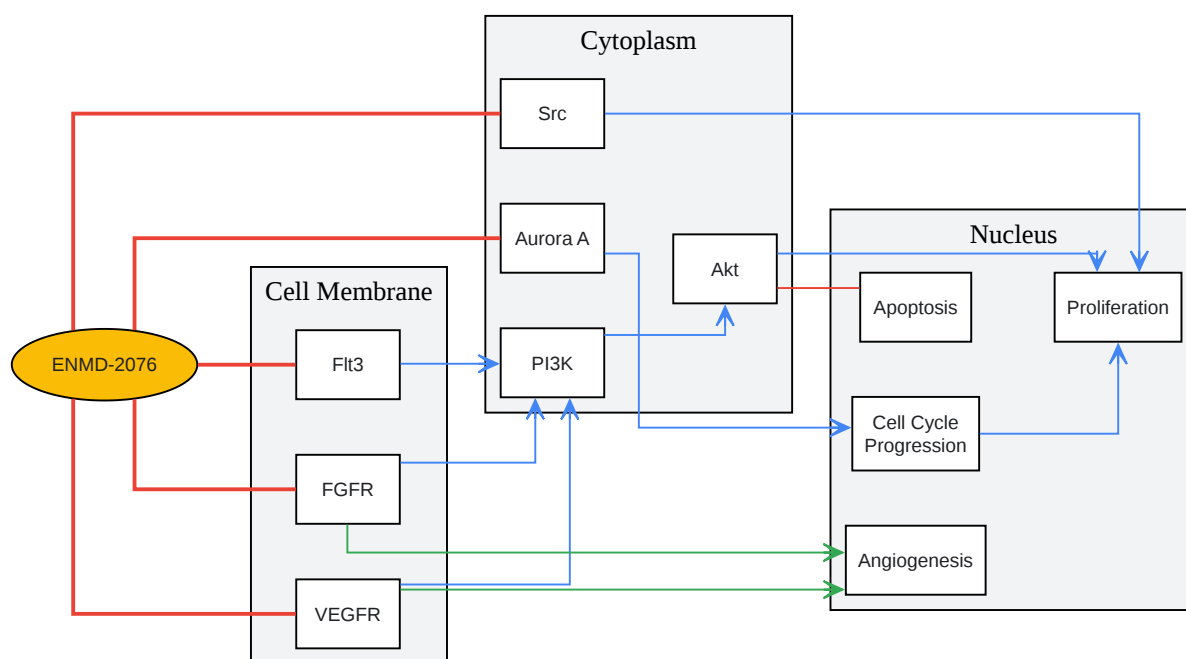 Cytoplasm
Src
Aurora A
Nucleus
Akt
Cell Membrane
Apoptosis
Proliferation
ENMD-2076
Flt3
PI3K
Cell Cycle
Progression
FGFR
Angiogenesis
VEGFR